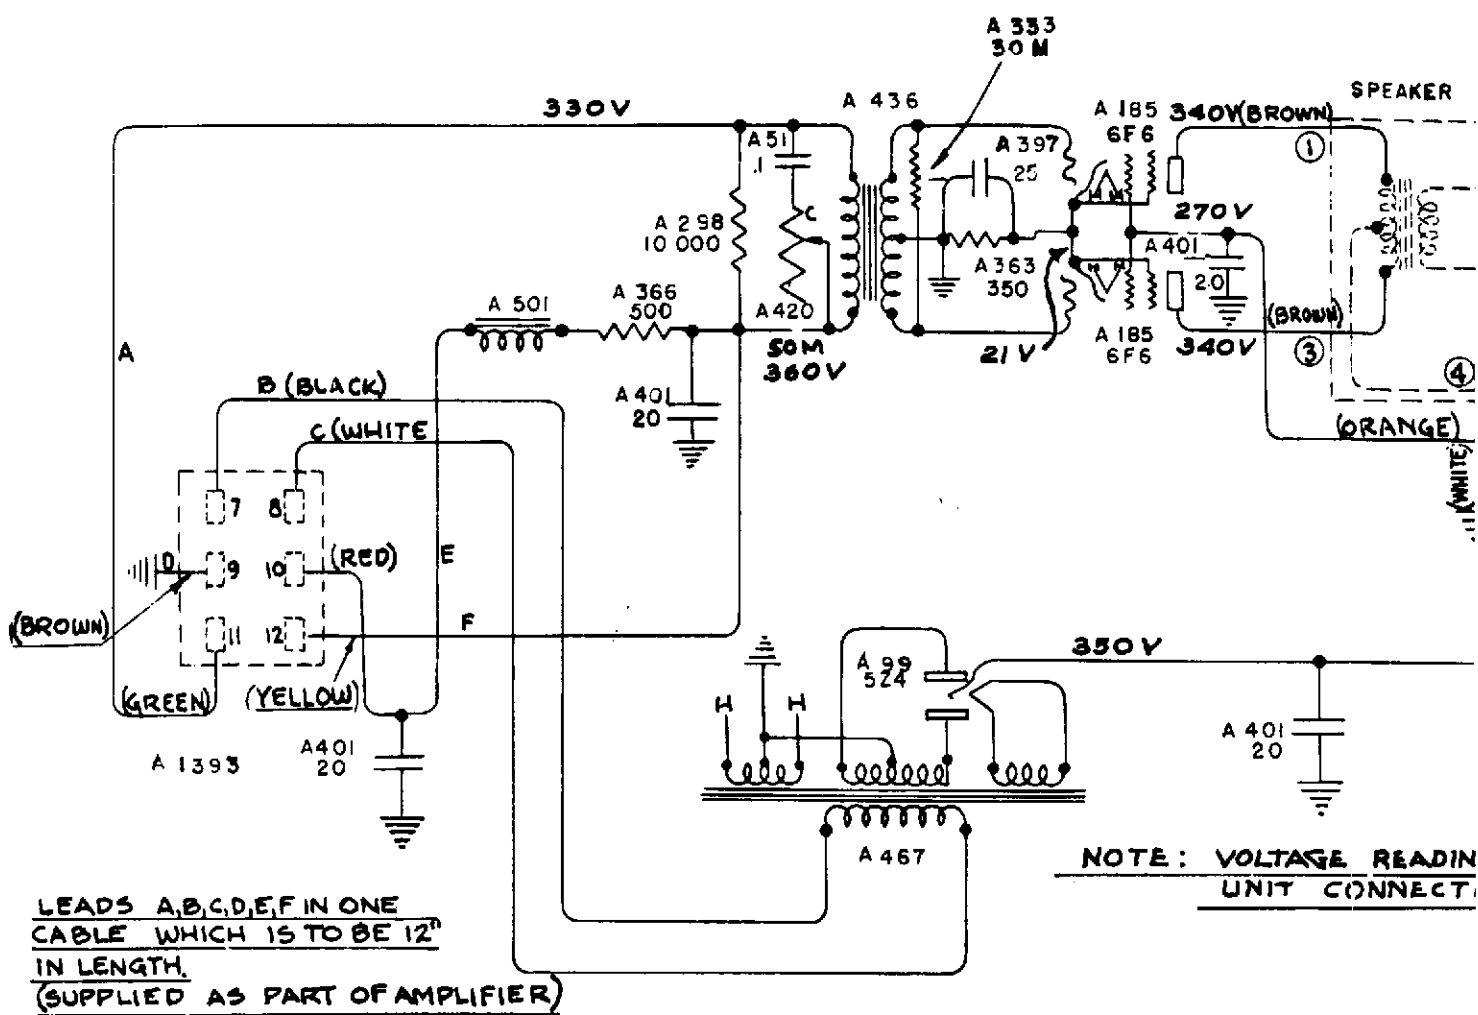 A 333
30 M
330V
A 436
SPEAKER
A 185
6F6
340V(BROWN)
1
A 51
.1
A 397
25
C
A 298
10 000
270V
A 401
20
A 363
350
A 501
A 366
500
A 420
50M
360V
21V
A 185
6F6
(BROWN)
340V
3
4
A
B (BLACK)
A 401
20
C (WHITE
(ORANGE)
(WHITE)
7
8
D
9
10
(RED)
E
(BROWN)
11
12
F
(GREEN)
(YELLOW)
350V
A 99
5Z4
H
H
A 1393
A401
20
A 401
20
A 467
NOTE: VOLTAGE READIN
UNIT CONNECT
LEADS A,B,C,D,E,F IN ONE
CABLE WHICH IS TO BE 12"
IN LENGTH.
(SUPPLIED AS PART OF AMPLIFIER)